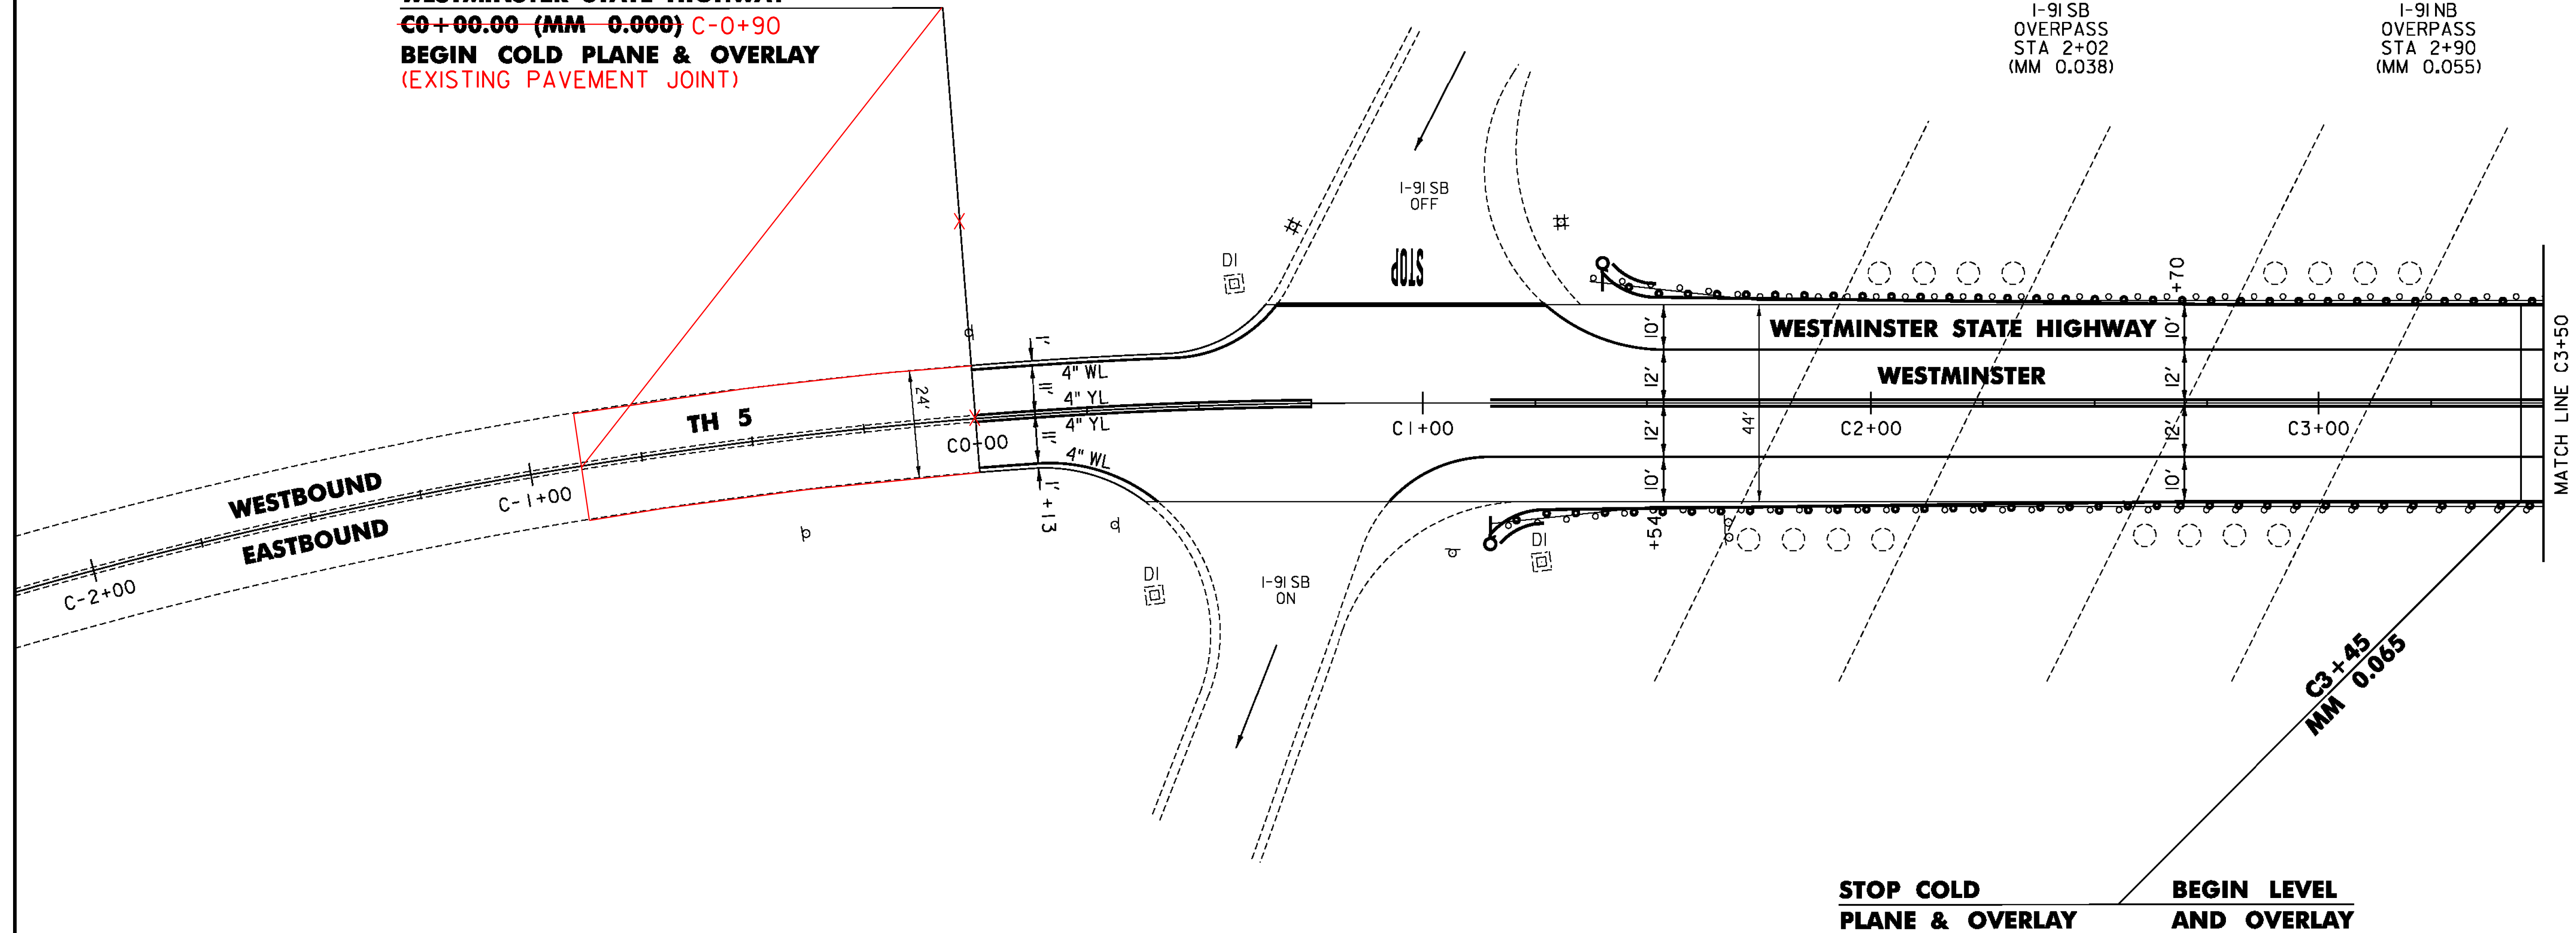 WESTMINSTER STATE HIGHWAY
C0+00.00 (MM 0.000) C-0+90
BEGIN COLD PLANE & OVERLAY
(EXISTING PAVEMENT JOINT)
I-91 SB
OVERPASS
STA 2+02
(MM 0.038)
I-91 NB
OVERPASS
STA 2+90
(MM 0.055)
I-91 SB
OFF
STOP
DI
+70
10'
WESTMINSTER STATE HIGHWAY
10'
1'
4" WL
11'
4" YL
4" YL
11'
4" WL
1'
+13
24'
TH 5
12'
WESTMINSTER
12'
C0+00
C1+00
12'
44'
C2+00
12'
C3+00
MATCH LINE C3+50
WESTBOUND
C-1+00
EASTBOUND
C-2+00
10'
10'
+54
DI
DI
I-91 SB
ON
C3+45
MM 0.065
STOP COLD
PLANE & OVERLAY
BEGIN LEVEL
AND OVERLAY